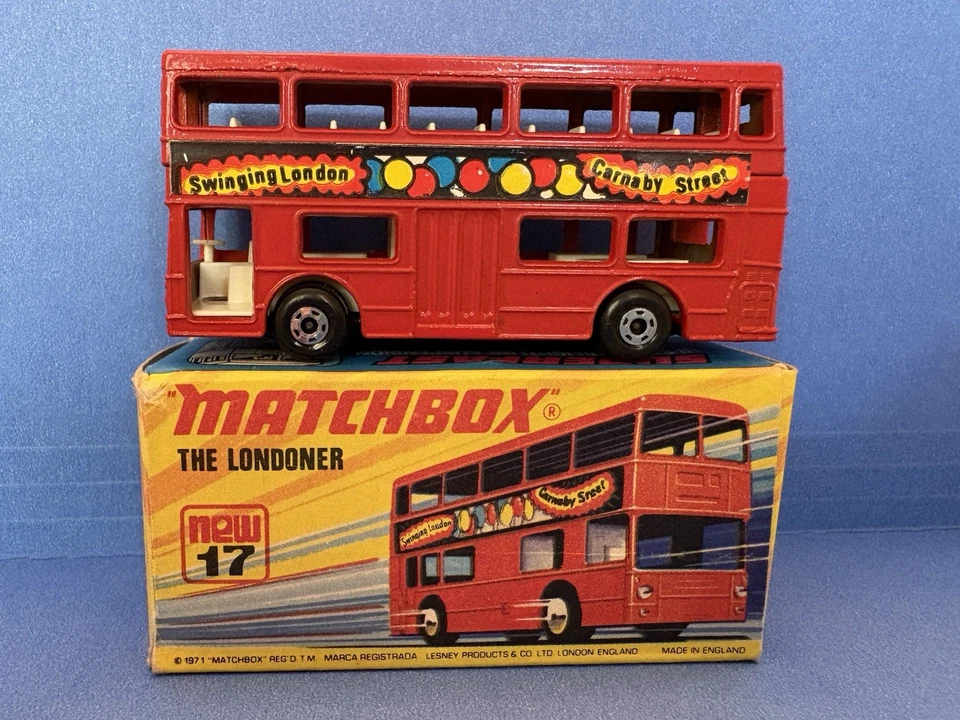 Swinging London Carnaby Street
"MATCHBOX"®
THE LONDONER
new
17
Swinging London Carnaby Sreet
© 1971 "MATCHBOX" REG'D T M MARCA REGISTRADA LESNEY PRODUCTS & CO LTD LONDON ENGLAND MADE IN ENGLAND